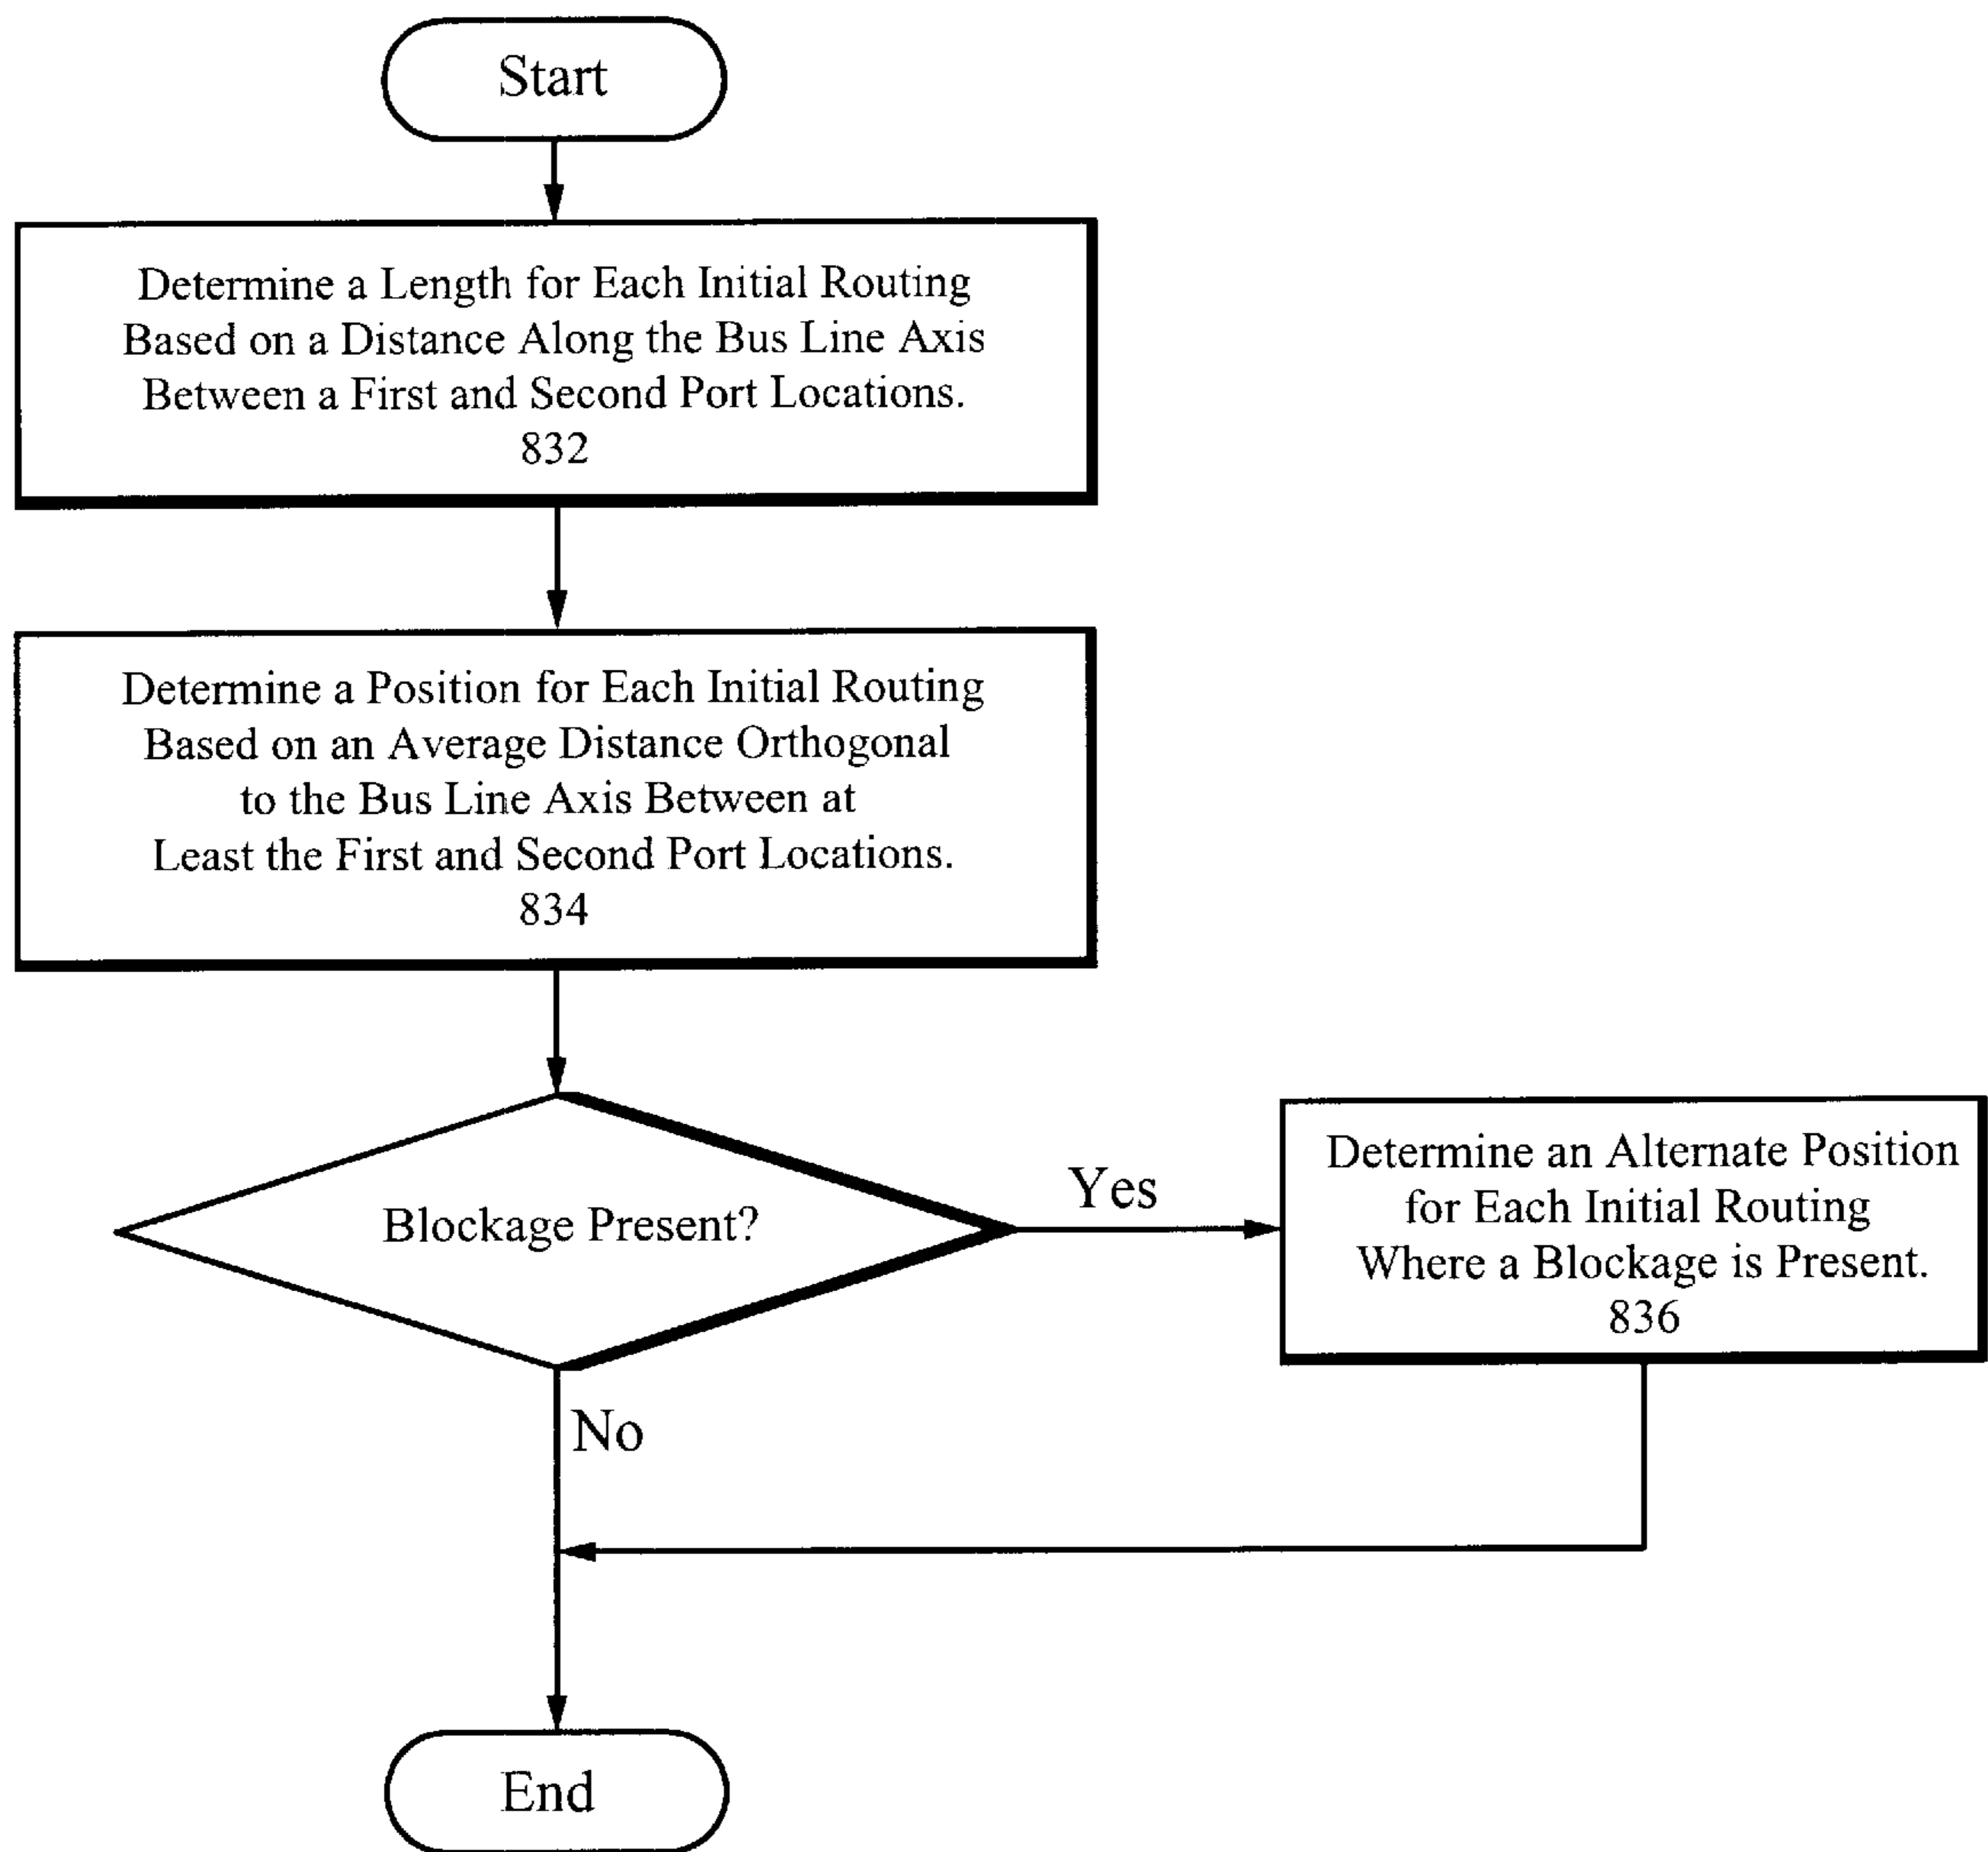 Start
Determine a Length for Each Initial Routing
Based on a Distance Along the Bus Line Axis
Between a First and Second Port Locations.
832
Determine a Position for Each Initial Routing
Based on an Average Distance Orthogonal
to the Bus Line Axis Between at
Least the First and Second Port Locations.
834
Blockage Present?
Yes
Determine an Alternate Position
for Each Initial Routing
Where a Blockage is Present.
836
No
End